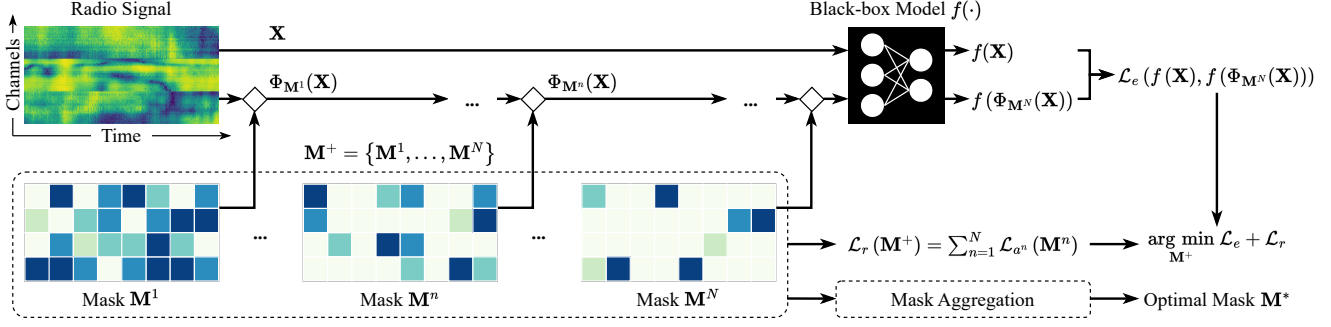 Radio Signal
Black-box Model f(·)
Channels
X
f(X)
Φ_{M^1}(X)
...
Φ_{M^n}(X)
...
f(Φ_{M^N}(X))
ℒ_e(f(X), f(Φ_{M^N}(X)))
Time
M^+ = {M^1, …, M^N}
...
...
ℒ_r(M^+) = ∑_{n=1}^{N} ℒ_{a^n}(M^n)
arg min_{M^+} ℒ_e + ℒ_r
Mask M^1
Mask M^n
Mask M^N
Mask Aggregation
Optimal Mask M^*